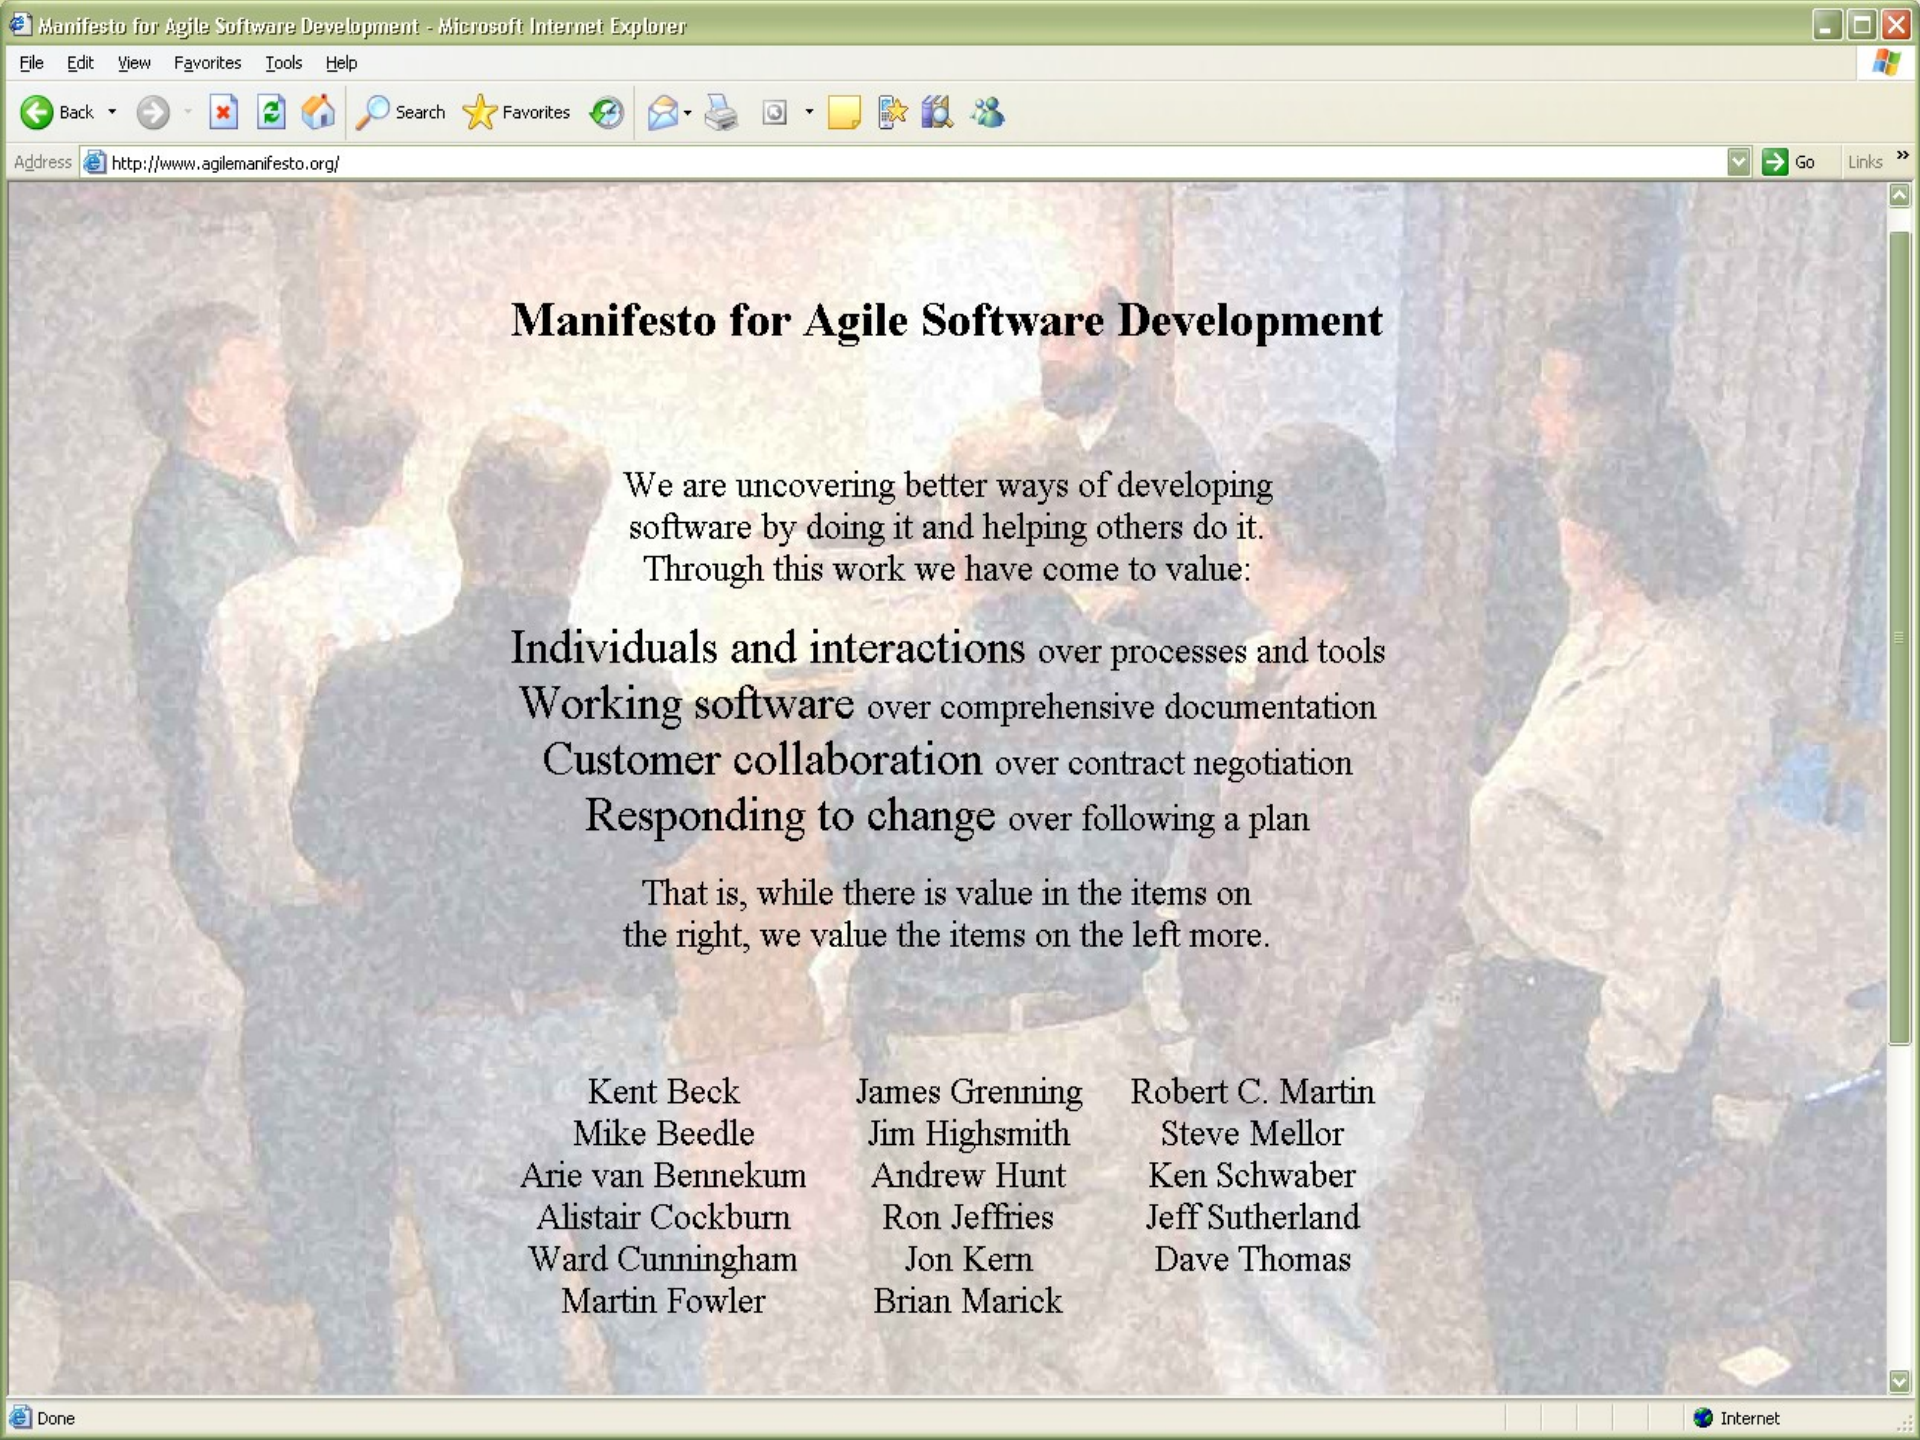 Manifesto for Agile Software Development - Microsoft Internet Explorer
File Edit View Favorites Tools Help
Back Search Favorites
Address http://www.agilemanifesto.org/ Go Links »
Manifesto for Agile Software Development
We are uncovering better ways of developing
software by doing it and helping others do it.
Through this work we have come to value:
Individuals and interactions over processes and tools
Working software over comprehensive documentation
Customer collaboration over contract negotiation
Responding to change over following a plan
That is, while there is value in the items on
the right, we value the items on the left more.
Kent Beck James Grenning Robert C. Martin
Mike Beedle Jim Highsmith Steve Mellor
Arie van Bennekum Andrew Hunt Ken Schwaber
Alistair Cockburn Ron Jeffries Jeff Sutherland
Ward Cunningham Jon Kern Dave Thomas
Martin Fowler Brian Marick
Done Internet